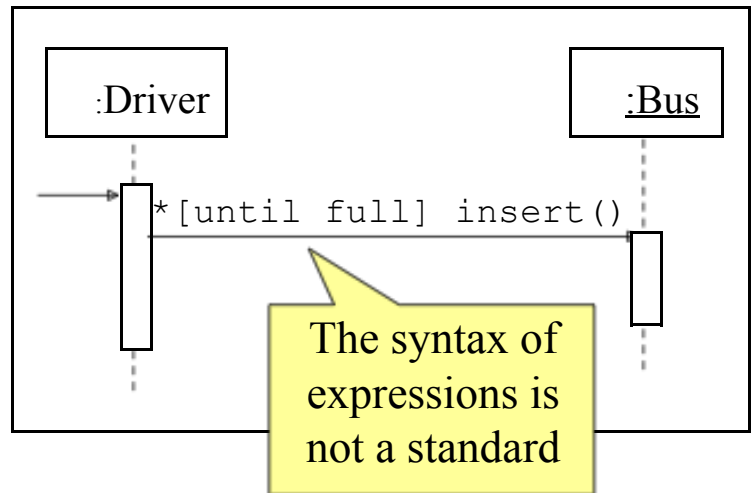 :Driver
:Bus
*[until full] insert()
The syntax of
expressions is
not a standard